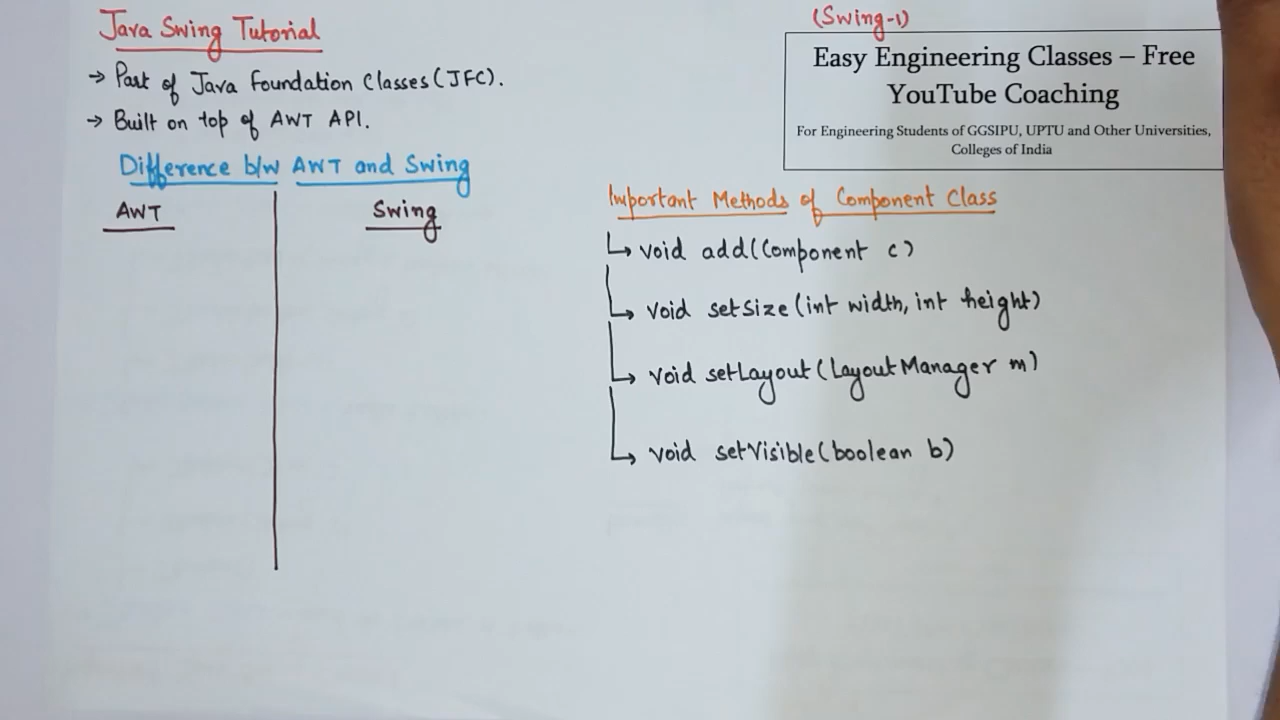 Java Swing Tutorial
→ Part of Java Foundation Classes (JFC).
→ Built on top of AWT API.
Difference b/w AWT and Swing
AWT
Swing
(Swing-1)
Easy Engineering Classes – Free
YouTube Coaching
For Engineering Students of GGSIPU, UPTU and Other Universities,
Colleges of India
Important Methods of Component Class
void add(Component c)
void setSize(int width, int height)
void setLayout(LayoutManager m)
void setVisible(boolean b)